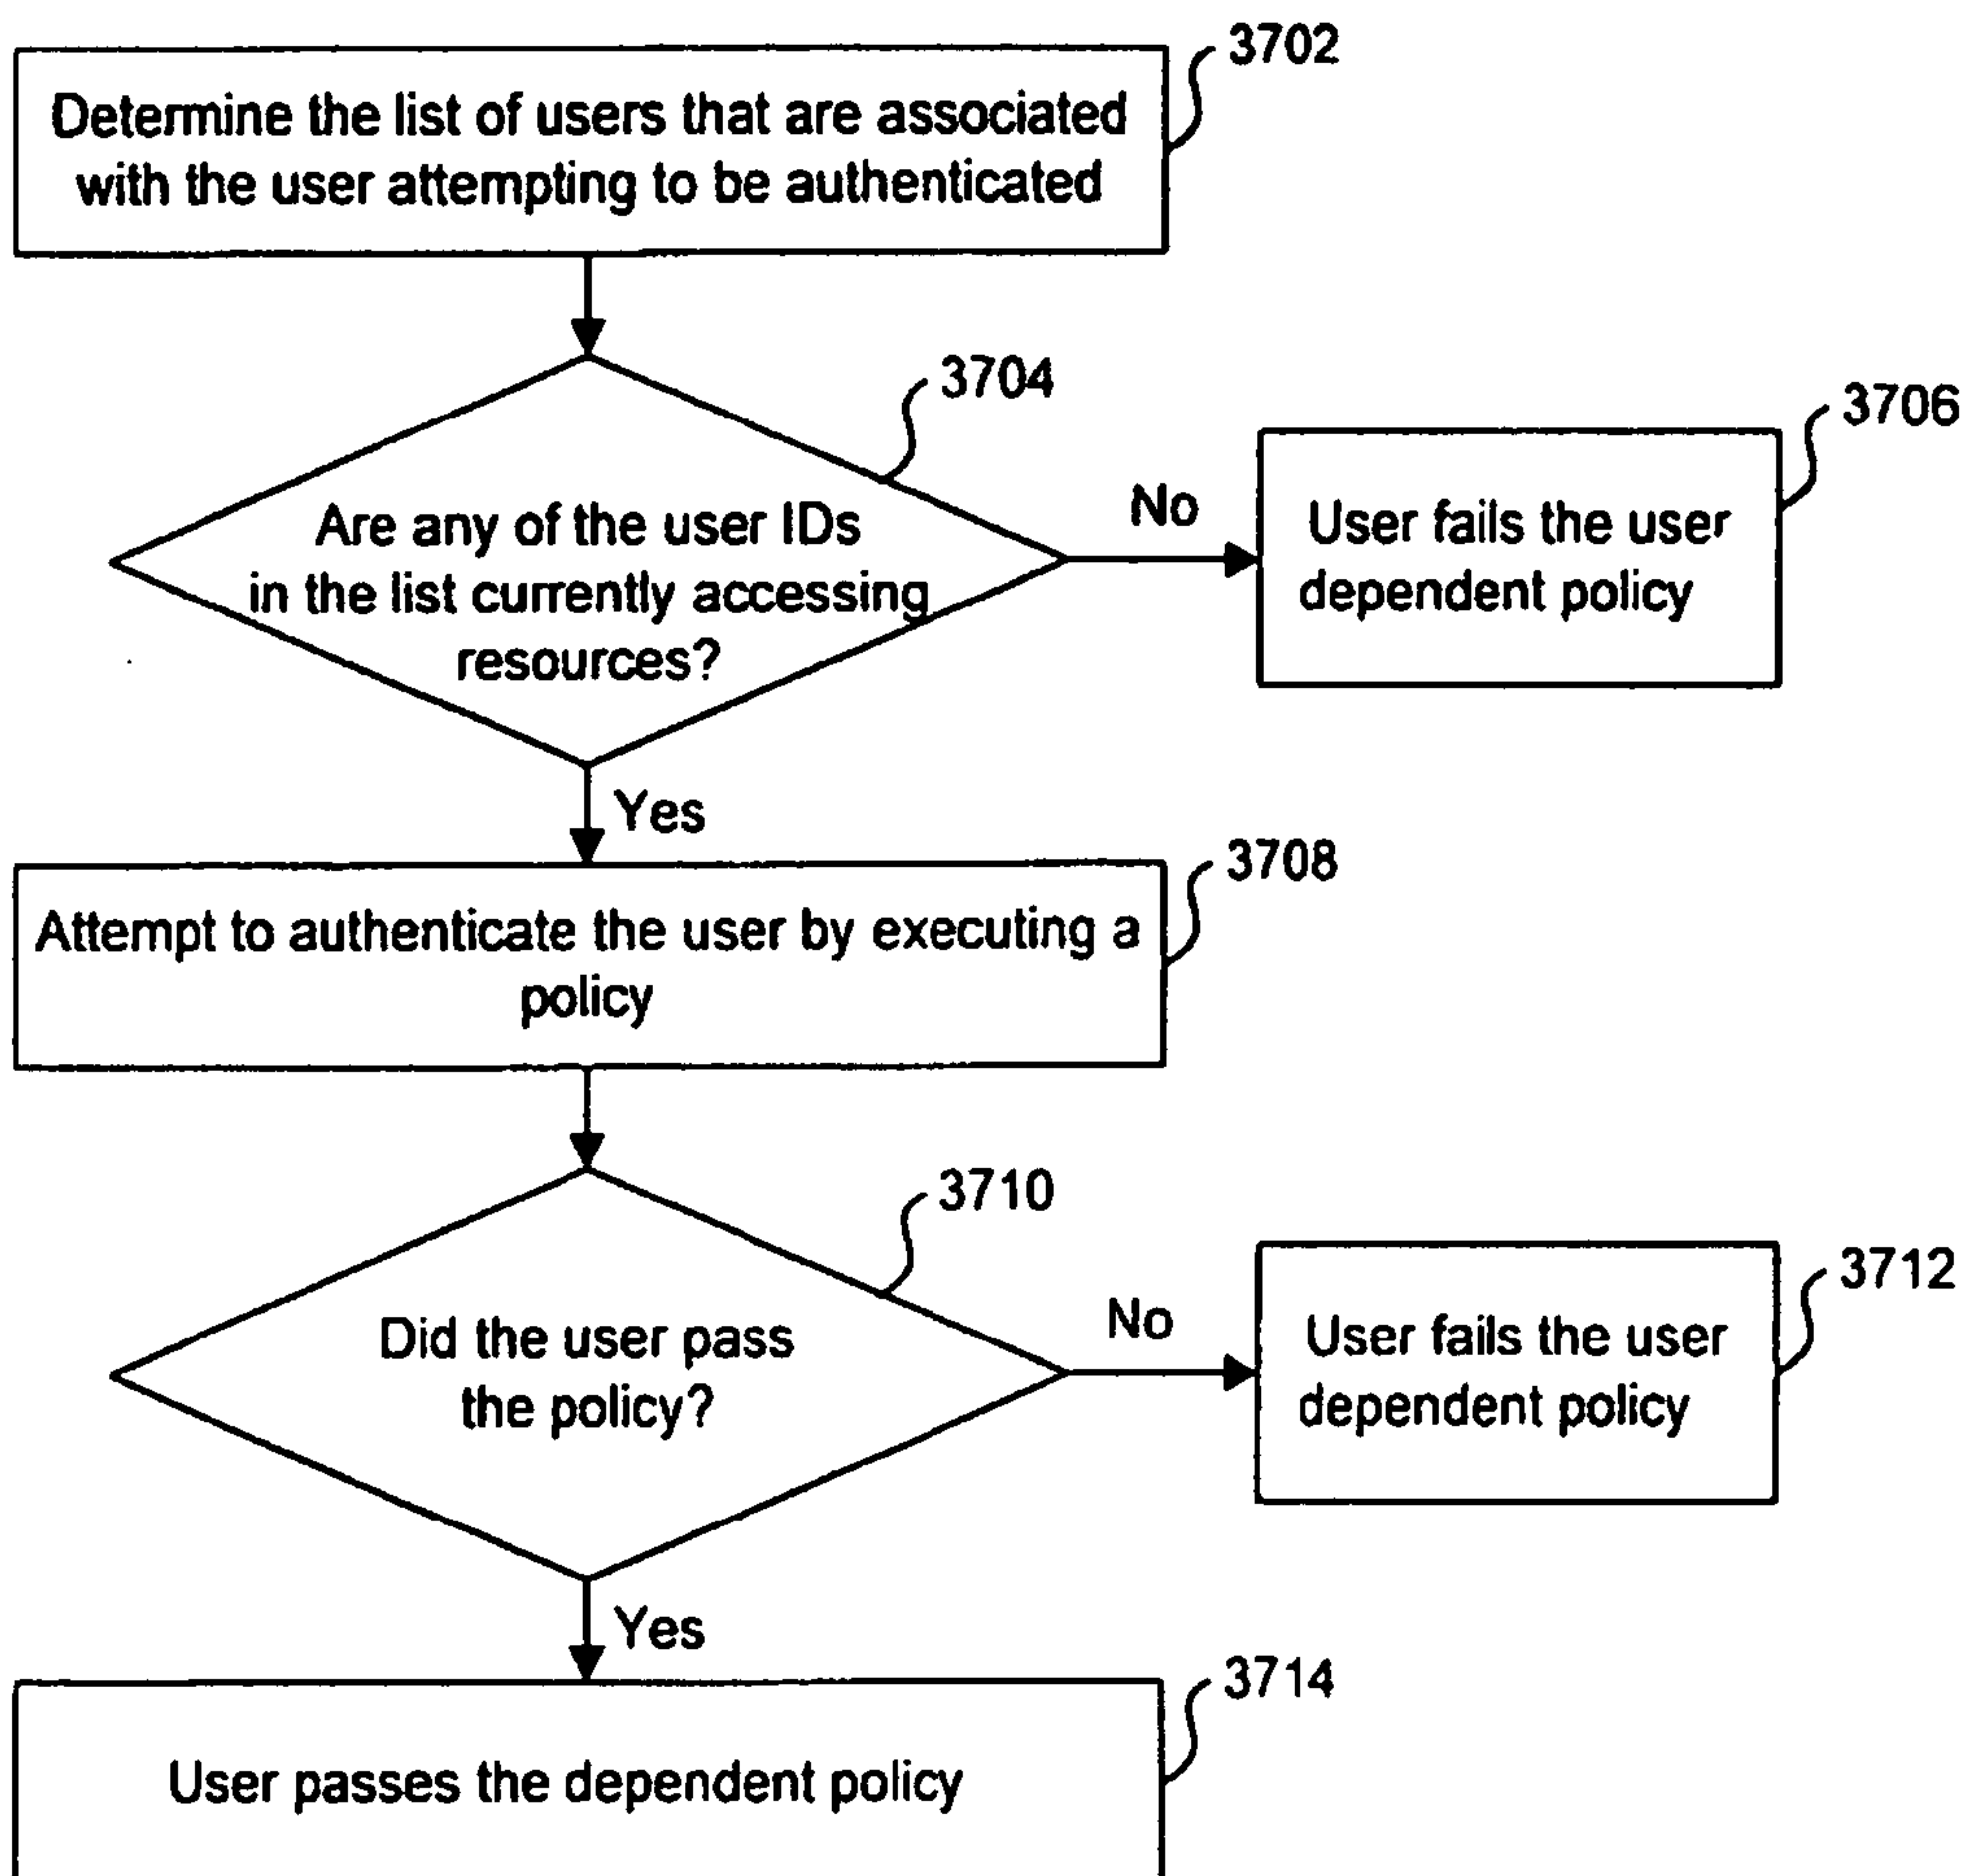 3702
Determine the list of users that are associated
with the user attempting to be authenticated
3704
3706
Are any of the user IDs
in the list currently accessing
resources?
No
User fails the user
dependent policy
Yes
3708
Attempt to authenticate the user by executing a
policy
3710
3712
Did the user pass
the policy?
No
User fails the user
dependent policy
Yes
3714
User passes the dependent policy